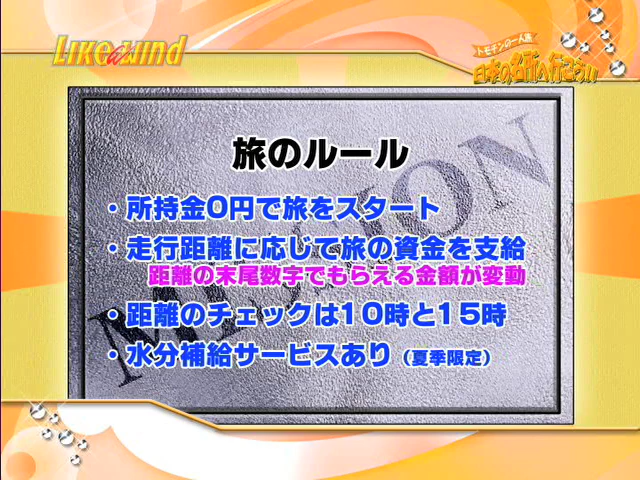 LIKE a wind
トモチンの一人旅
日本の名所へ行こう!!
MISSION
旅のルール
・所持金0円で旅をスタート
・走行距離に応じて旅の資金を支給
距離の末尾数字でもらえる金額が変動
・距離のチェックは10時と15時
・水分補給サービスあり（夏季限定）